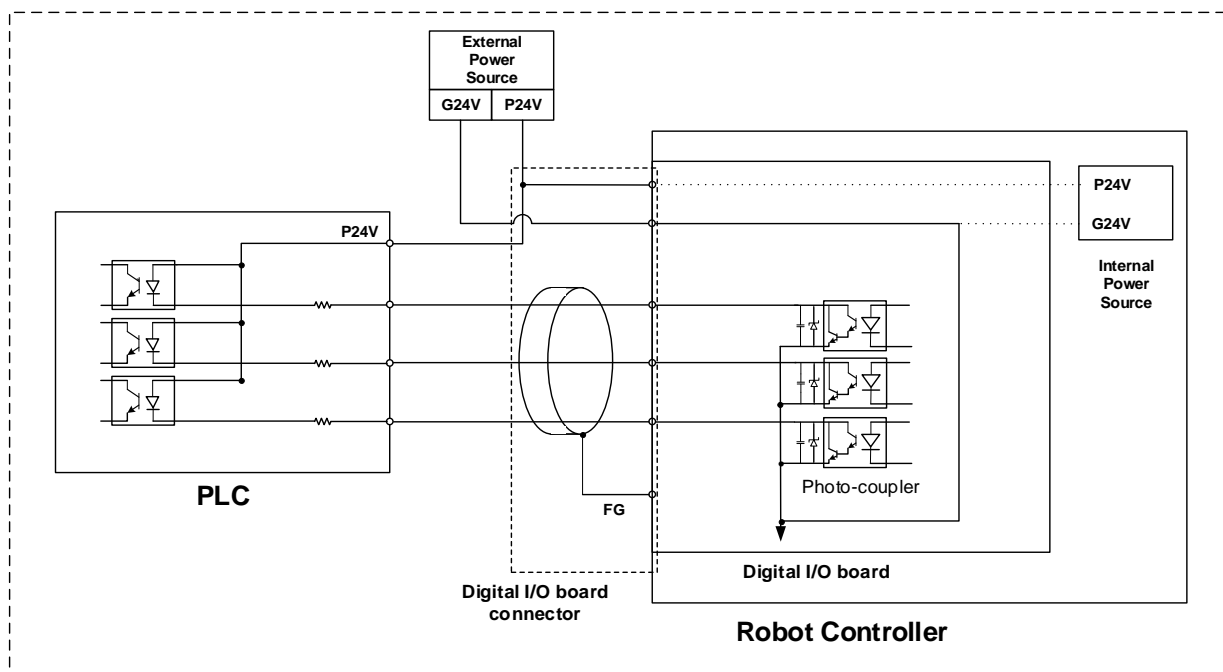 External
Power
Source
G24V P24V
P24V
P24V
G24V
Internal
Power
Source
PLC
FG
Photo-coupler
Digital I/O board
Digital I/O board
connector
Robot Controller